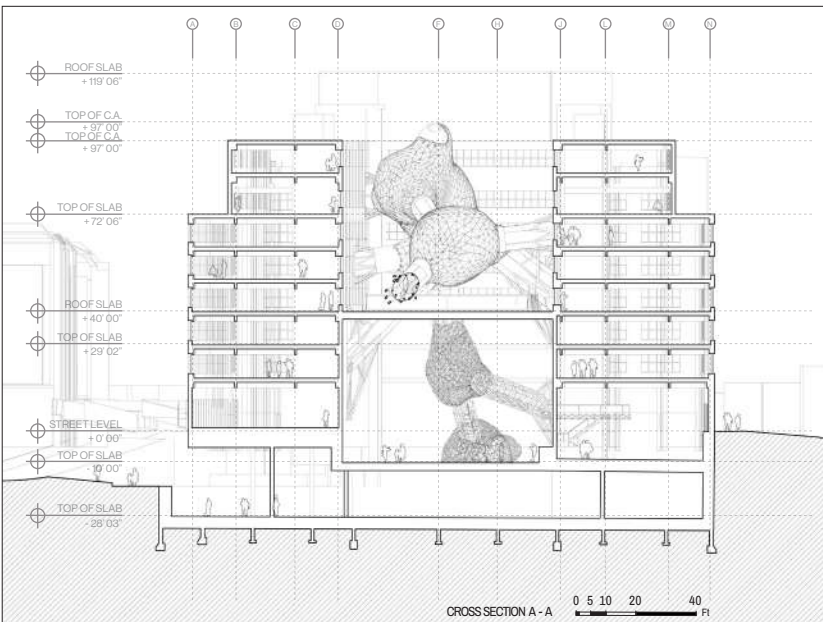 A B C D F H J L M N
ROOF SLAB
+119' 06"
TOP OF C.A.
+97' 00"
TOP OF C.A.
+97' 00"
TOP OF SLAB
+72' 06"
ROOF SLAB
+40' 00"
TOP OF SLAB
+29' 02"
STREET LEVEL
+0' 00"
TOP OF SLAB
-10' 00"
TOP OF SLAB
-28' 03"
CROSS SECTION A - A
0 5 10 20 40 Ft